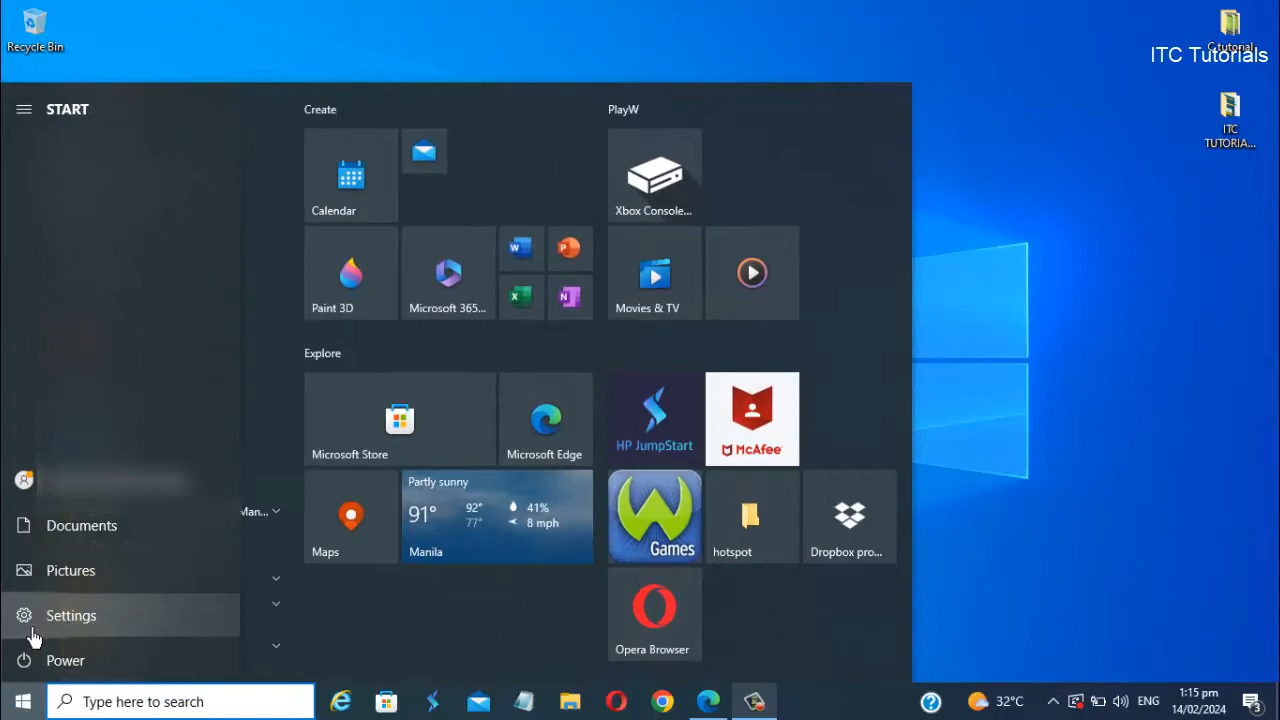 Recycle Bin
C tutorial
ITC Tutorials
ITC
TUTORIA...
START
Create
PlayW
Calendar
Xbox Console...
Paint 3D
Microsoft 365...
Movies & TV
Explore
Microsoft Store
Microsoft Edge
HP JumpStart
McAfee
Maps
Partly sunny
91° 92° 77° 41% 8 mph
Manila
Games
hotspot
Dropbox pro...
Opera Browser
Man...
Documents
Pictures
Settings
Power
Type here to search
32°C
ENG
1:15 pm
14/02/2024
3